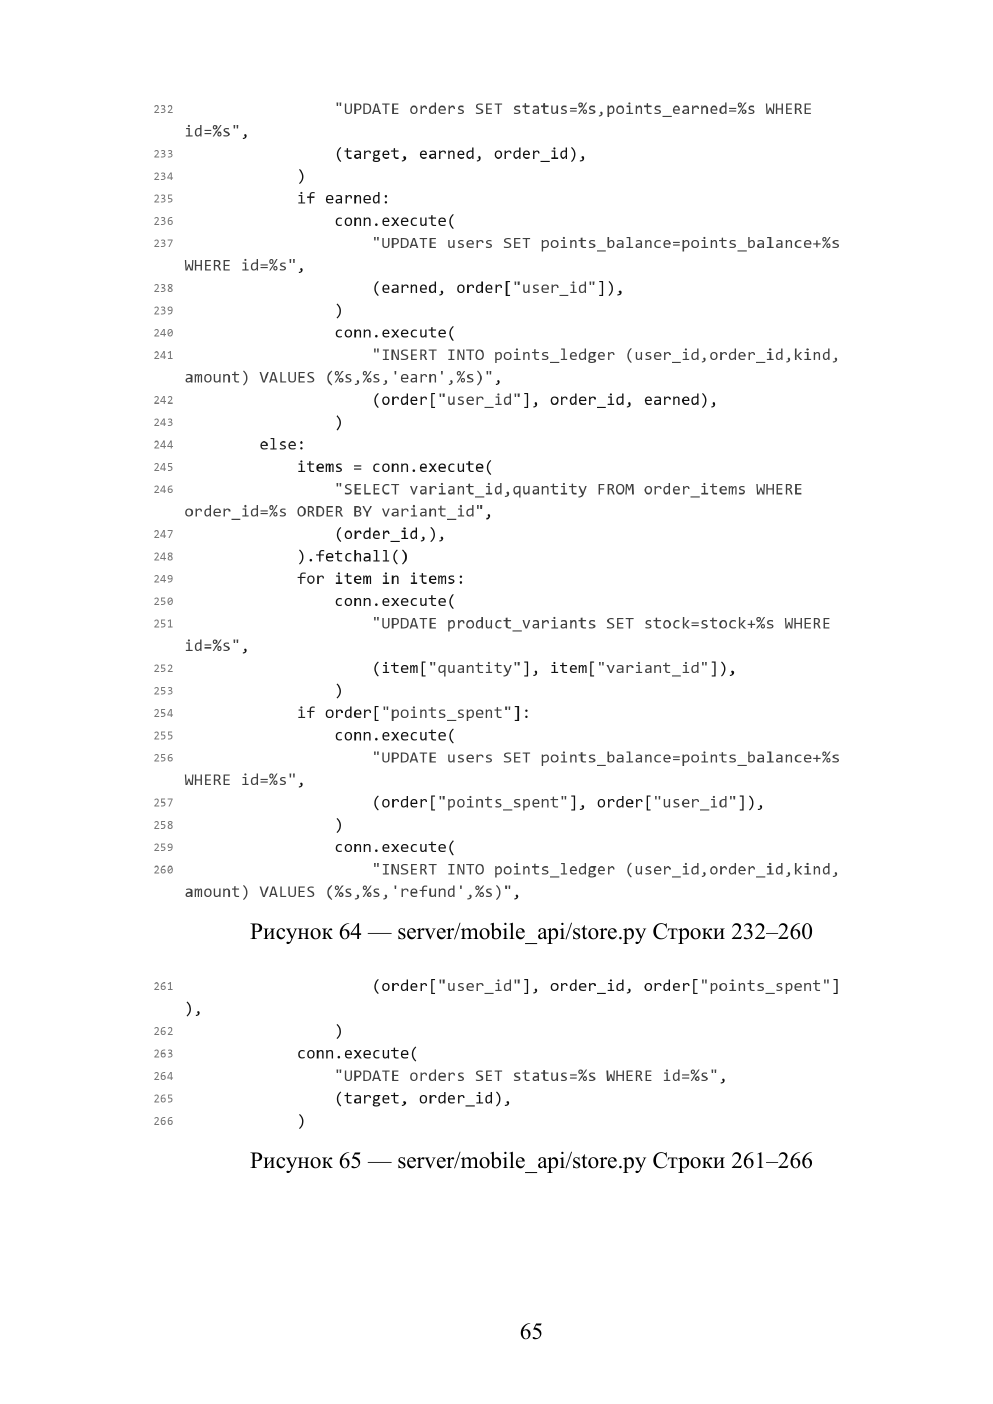 232                 "UPDATE orders SET status=%s,points_earned=%s WHERE
id=%s",
233                 (target, earned, order_id),
234             )
235             if earned:
236                 conn.execute(
237                     "UPDATE users SET points_balance=points_balance+%s
WHERE id=%s",
238                     (earned, order["user_id"]),
239                 )
240                 conn.execute(
241                     "INSERT INTO points_ledger (user_id,order_id,kind,
amount) VALUES (%s,%s,'earn',%s)",
242                     (order["user_id"], order_id, earned),
243                 )
244         else:
245             items = conn.execute(
246                 "SELECT variant_id,quantity FROM order_items WHERE
order_id=%s ORDER BY variant_id",
247                 (order_id,),
248             ).fetchall()
249             for item in items:
250                 conn.execute(
251                     "UPDATE product_variants SET stock=stock+%s WHERE
id=%s",
252                     (item["quantity"], item["variant_id"]),
253                 )
254             if order["points_spent"]:
255                 conn.execute(
256                     "UPDATE users SET points_balance=points_balance+%s
WHERE id=%s",
257                     (order["points_spent"], order["user_id"]),
258                 )
259                 conn.execute(
260                     "INSERT INTO points_ledger (user_id,order_id,kind,
amount) VALUES (%s,%s,'refund',%s)",
Рисунок 64 — server/mobile_api/store.py Строки 232–260
261                     (order["user_id"], order_id, order["points_spent"]
),
262                 )
263             conn.execute(
264                 "UPDATE orders SET status=%s WHERE id=%s",
265                 (target, order_id),
266             )
Рисунок 65 — server/mobile_api/store.py Строки 261–266
65